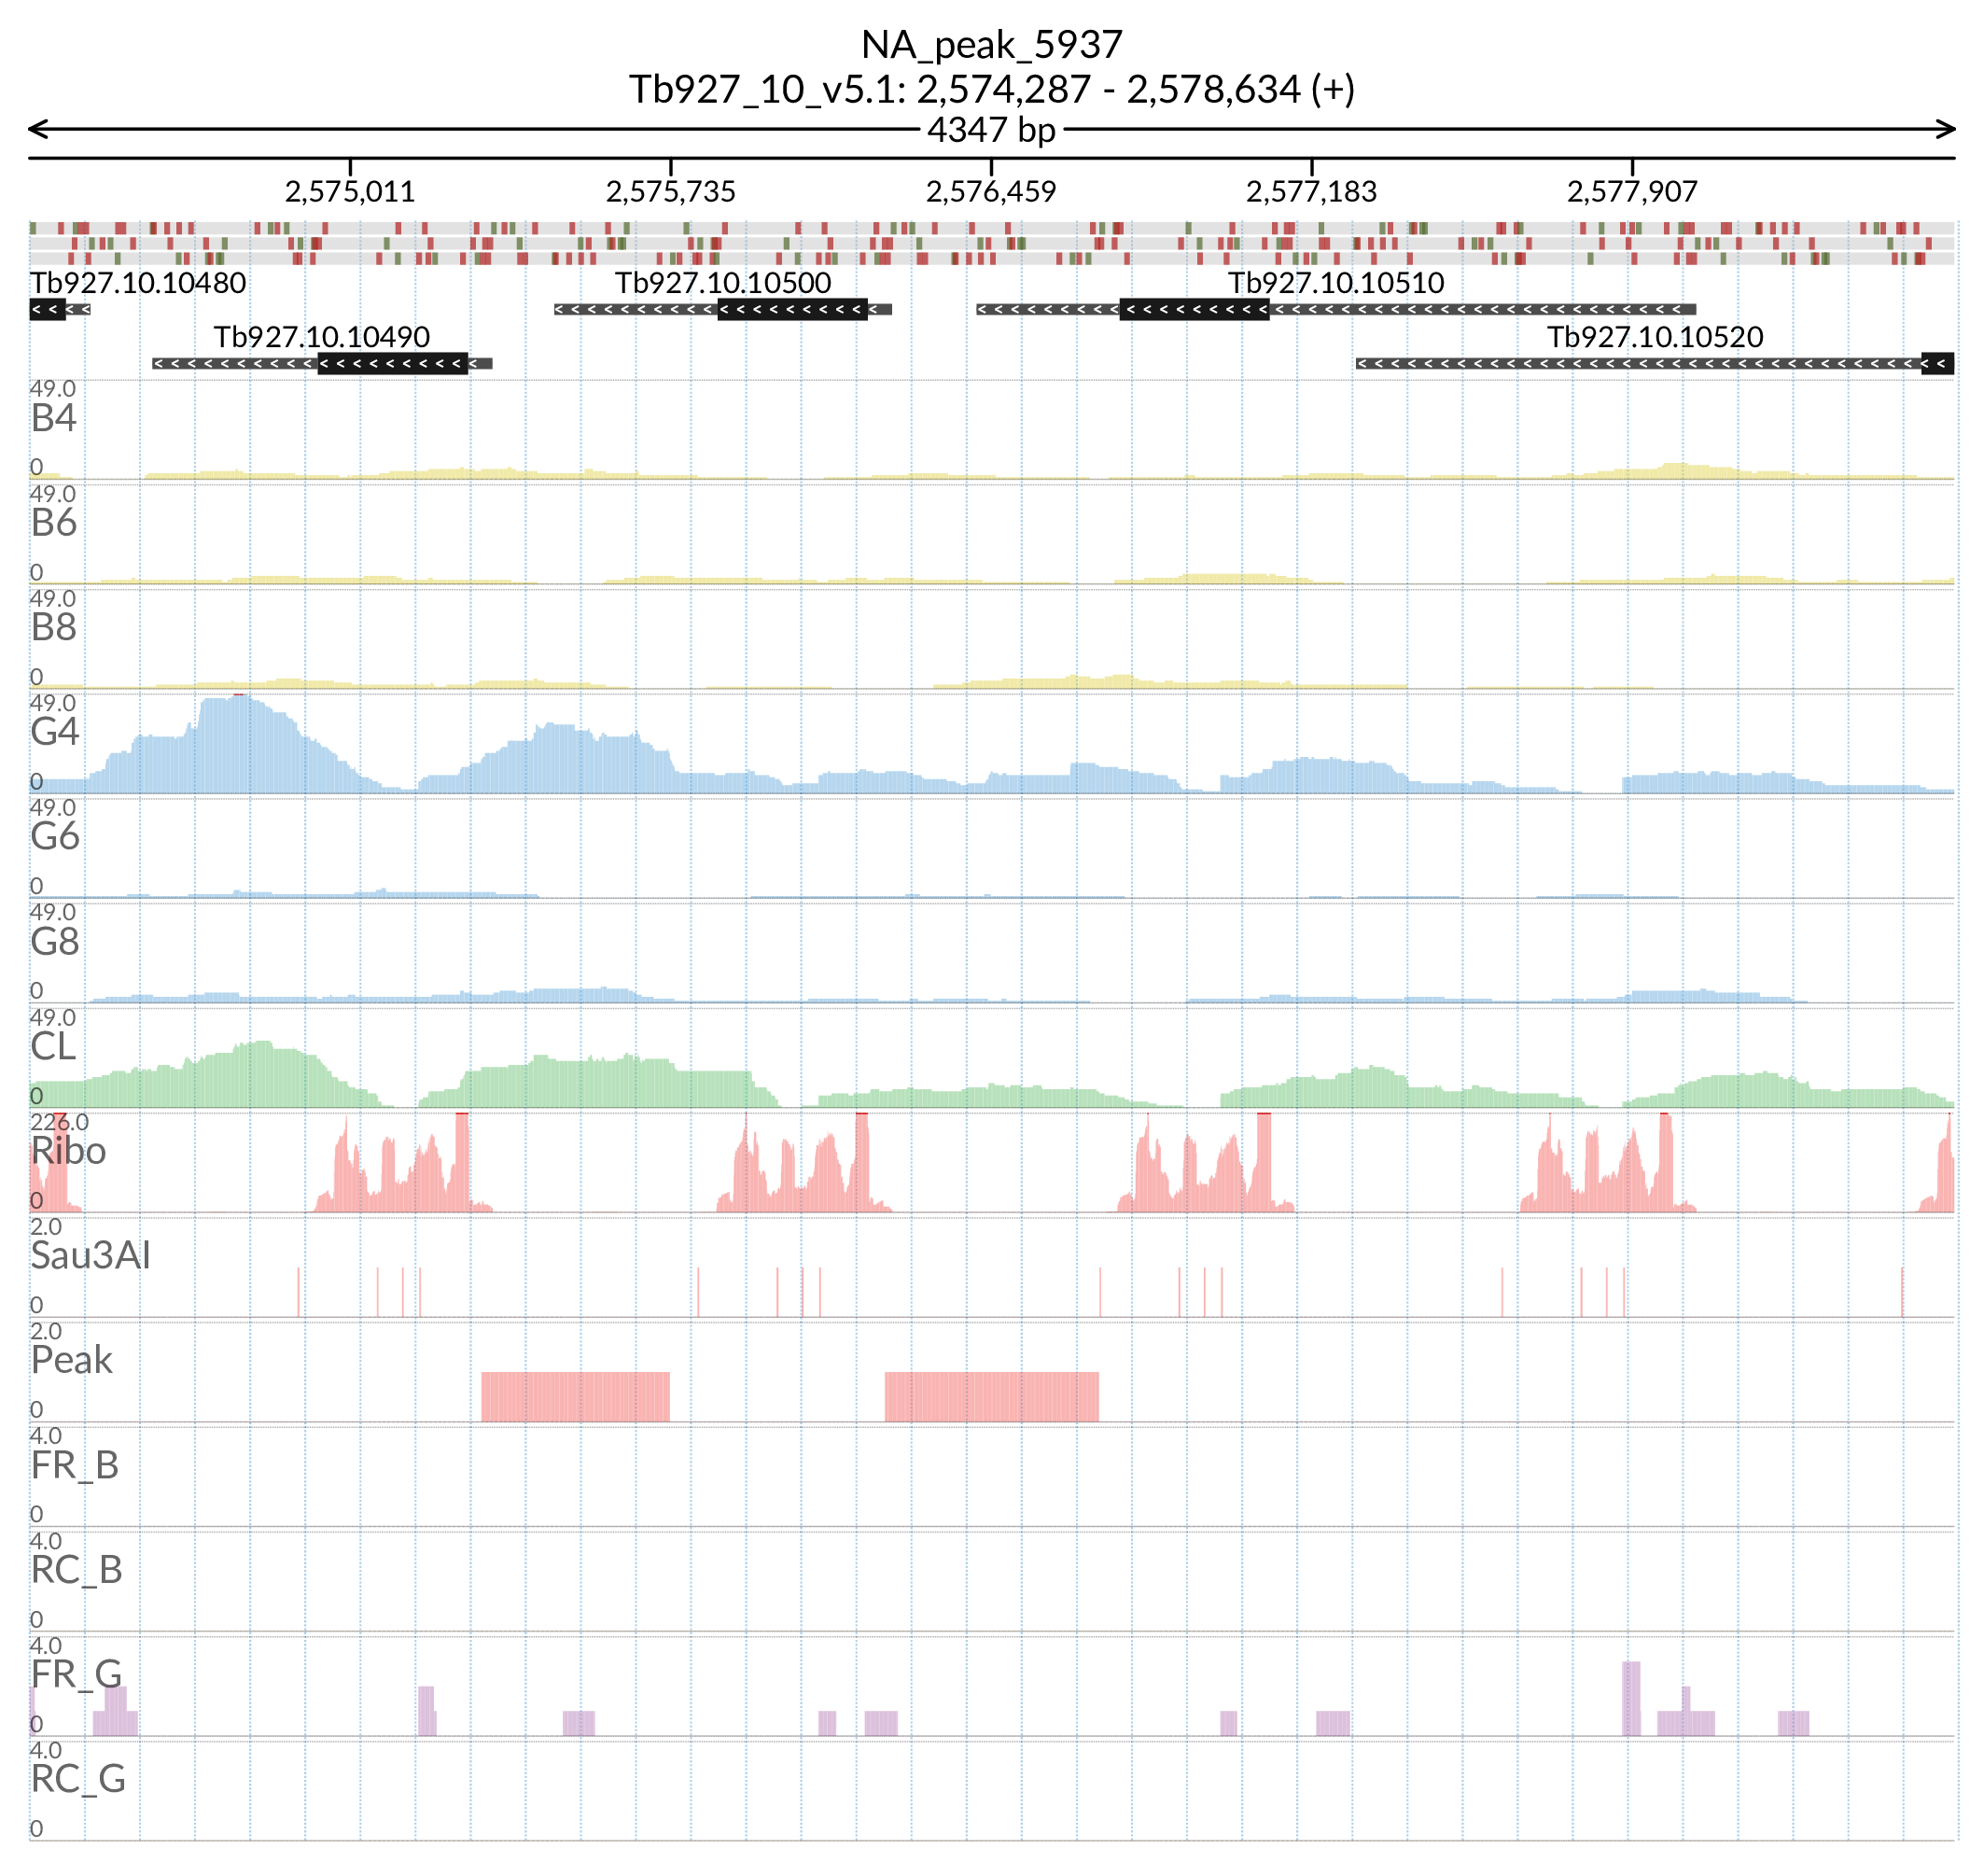 NA_peak_5937
Tb927_10_v5.1: 2,574,287 - 2,578,634 (+)
4347 bp
2,575,011 2,575,735 2,576,459 2,577,183 2,577,907
Tb927.10.10480 Tb927.10.10500 Tb927.10.10510
Tb927.10.10490 Tb927.10.10520
49.0
B4
0
49.0
B6
0
49.0
B8
0
49.0
G4
0
49.0
G6
0
49.0
G8
0
49.0
CL
0
226.0
Ribo
0
2.0
Sau3AI
0
2.0
Peak
0
4.0
FR_B
0
4.0
RC_B
0
4.0
FR_G
0
4.0
RC_G
0